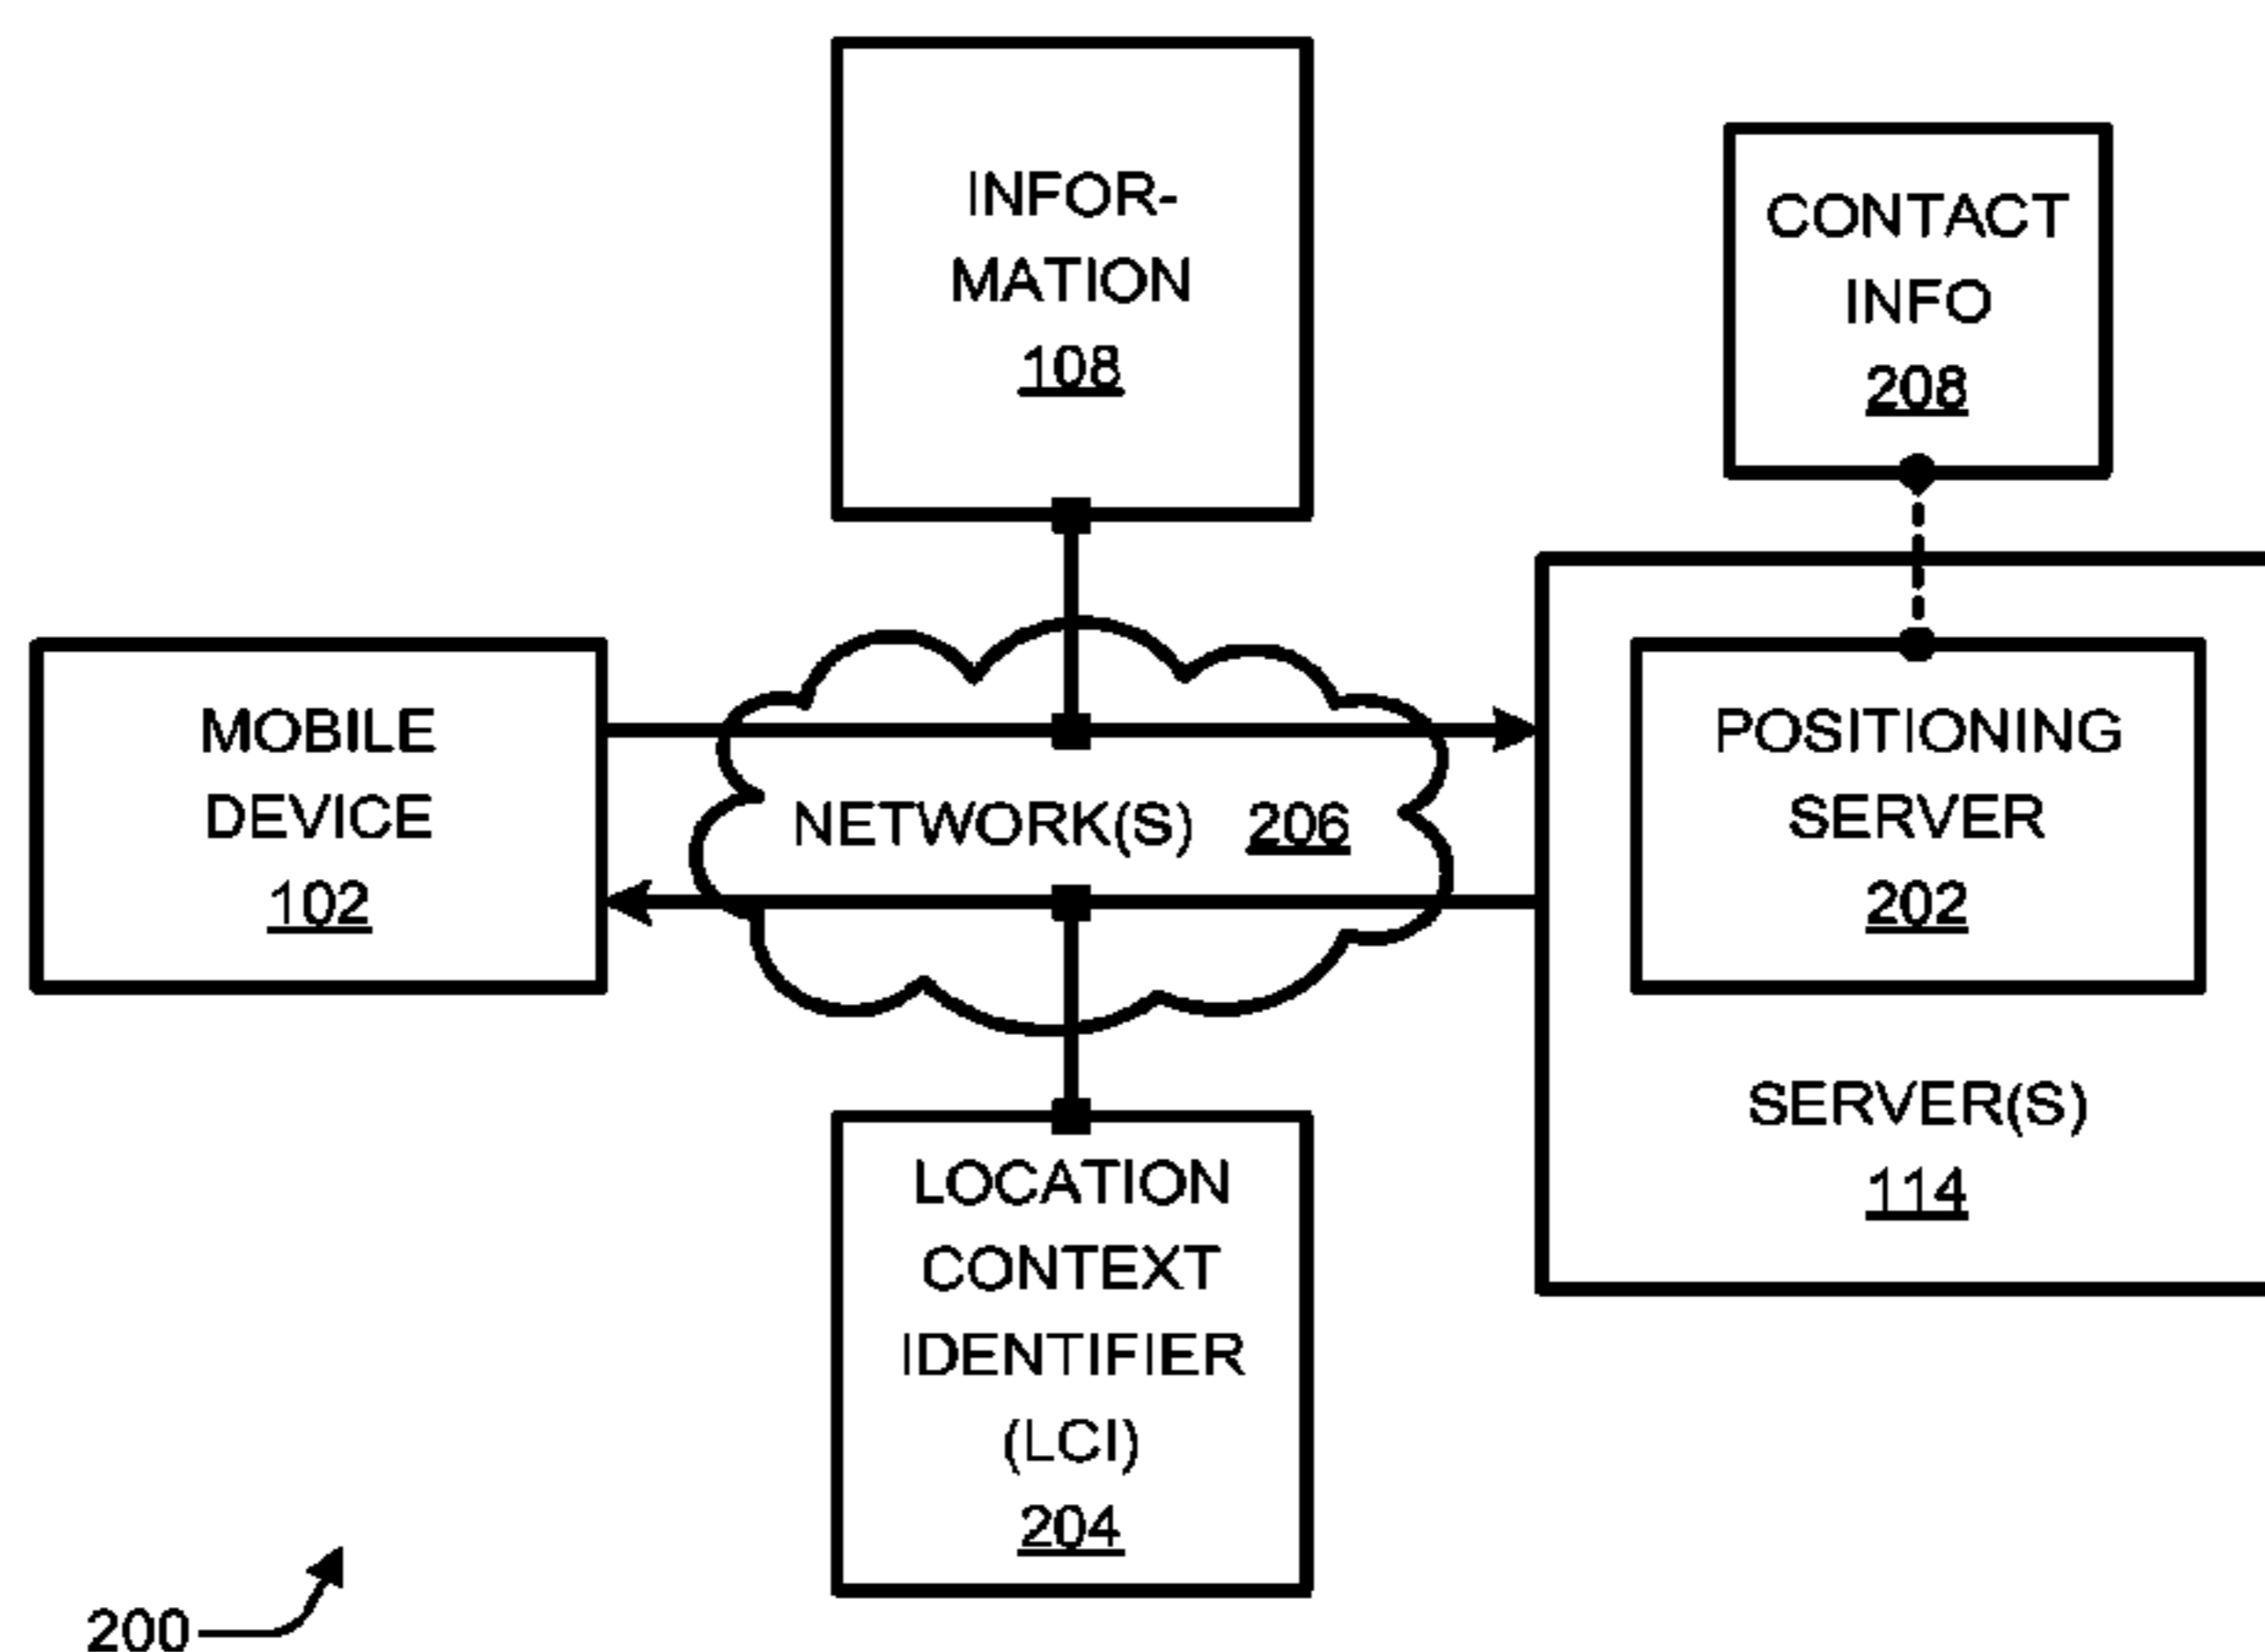 INFOR-
MATION
108
CONTACT
INFO
208
MOBILE
DEVICE
102
NETWORK(S) 206
POSITIONING
SERVER
202
SERVER(S)
114
LOCATION
CONTEXT
IDENTIFIER
(LCI)
204
200